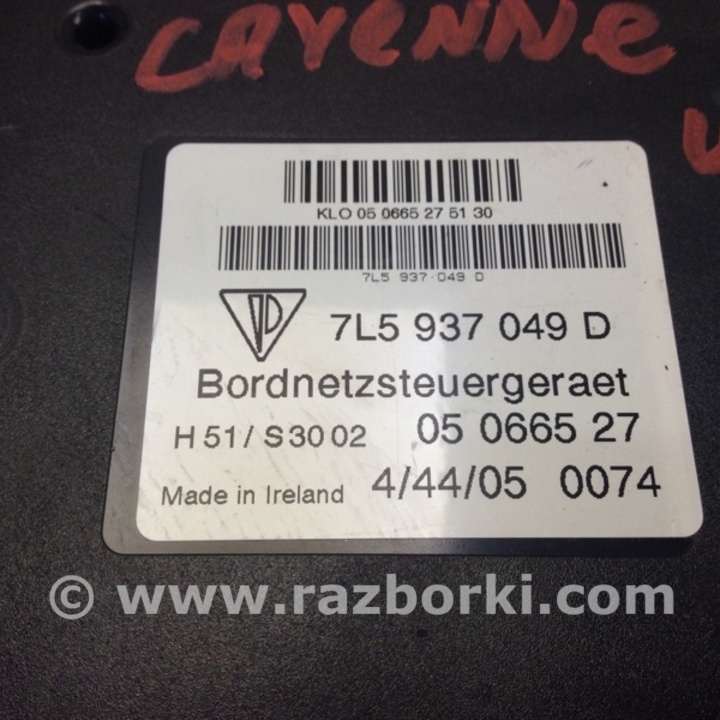 CAYENNE
KLO 05 0665 27 51 30
7L5 937 049 D
7L5 937 049 D
Bordnetzsteuergeraet
H 51 / S 30 02 05 0665 27
Made in Ireland 4/44/05 0074
© www.razborki.com